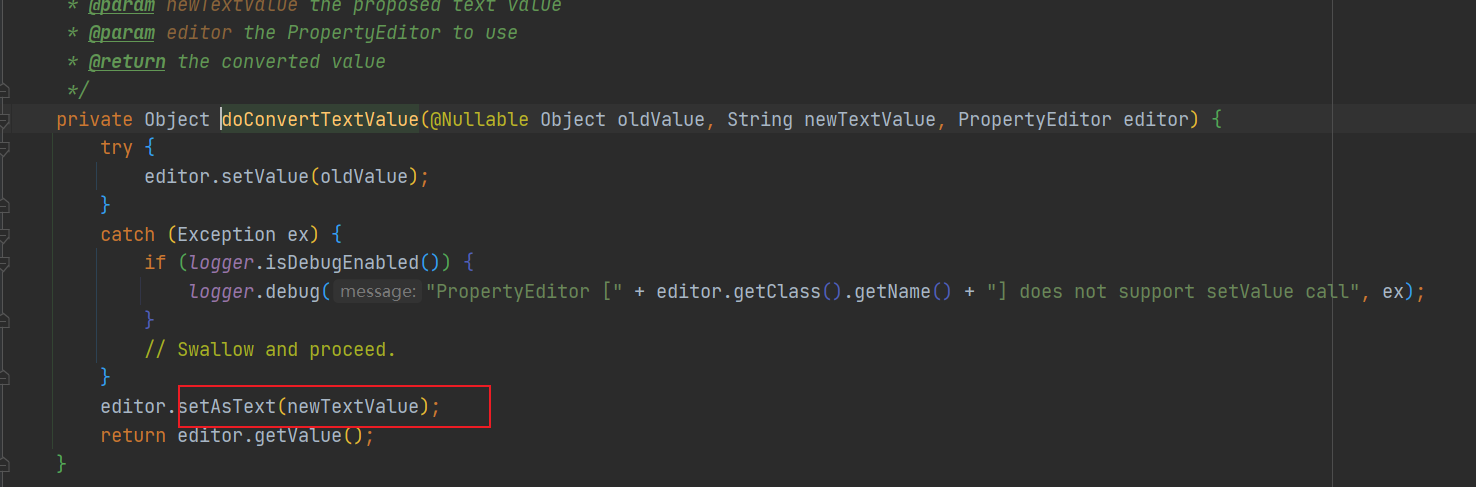 * @param newTextValue the proposed text value
* @param editor the PropertyEditor to use
* @return the converted value
*/
private Object doConvertTextValue(@Nullable Object oldValue, String newTextValue, PropertyEditor editor) {
try {
editor.setValue(oldValue);
}
catch (Exception ex) {
if (logger.isDebugEnabled()) {
logger.debug( message: "PropertyEditor [" + editor.getClass().getName() + "] does not support setValue call", ex);
}
// Swallow and proceed.
}
editor.setAsText(newTextValue);
return editor.getValue();
}